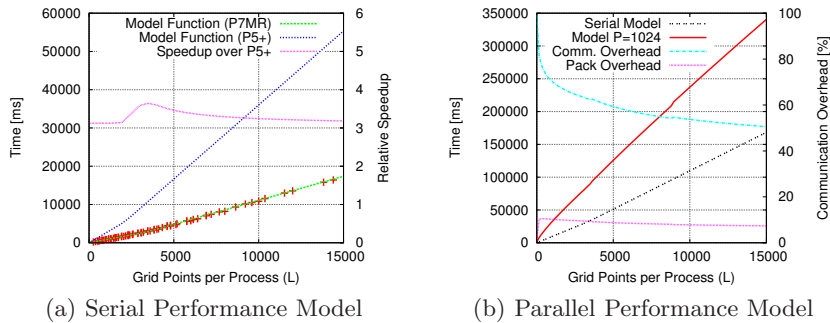 Model Function (P7MR)
Model Function (P5+)
Speedup over P5+
60000
50000
40000
30000
20000
10000
0
Time [ms]
6
5
4
3
2
1
0
Relative Speedup
0 5000 10000 15000
Grid Points per Process (L)
(a) Serial Performance Model
Serial Model
Model P=1024
Comm. Overhead
Pack Overhead
350000
300000
250000
200000
150000
100000
50000
0
Time [ms]
100
80
60
40
20
0
Communication Overhead [%]
0 5000 10000 15000
Grid Points per Process (L)
(b) Parallel Performance Model